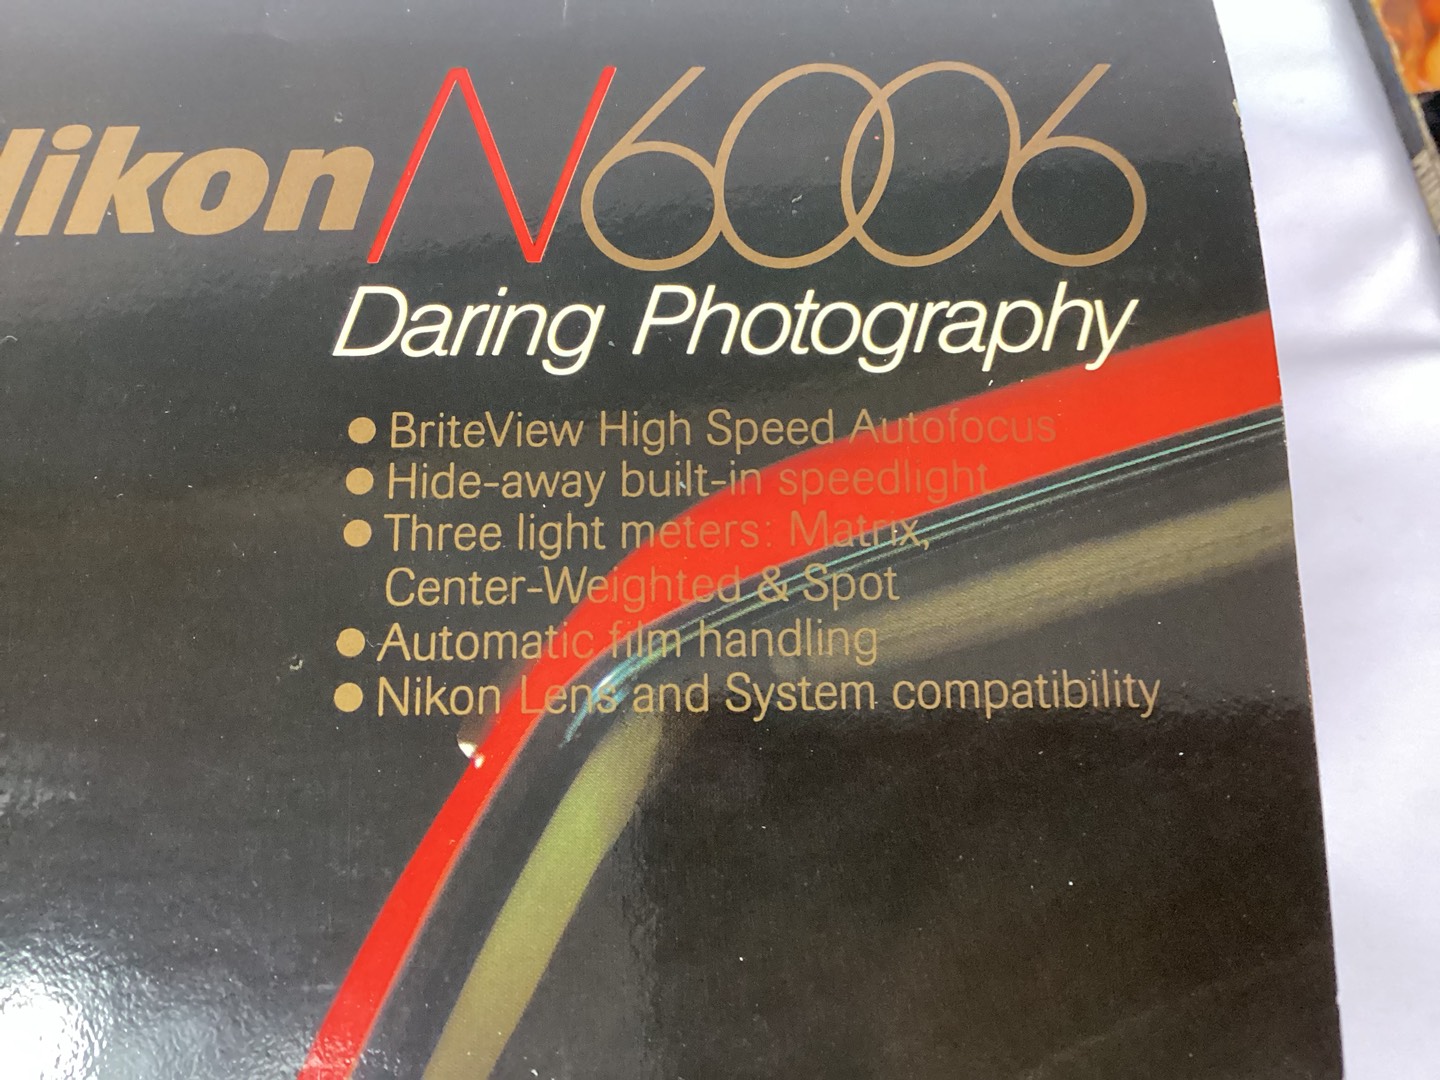 Nikon N6006
Daring Photography
● BriteView High Speed Autofocus
● Hide-away built-in speedlight
● Three light meters: Matrix,
Center-Weighted & Spot
● Automatic film handling
● Nikon Lens and System compatibility